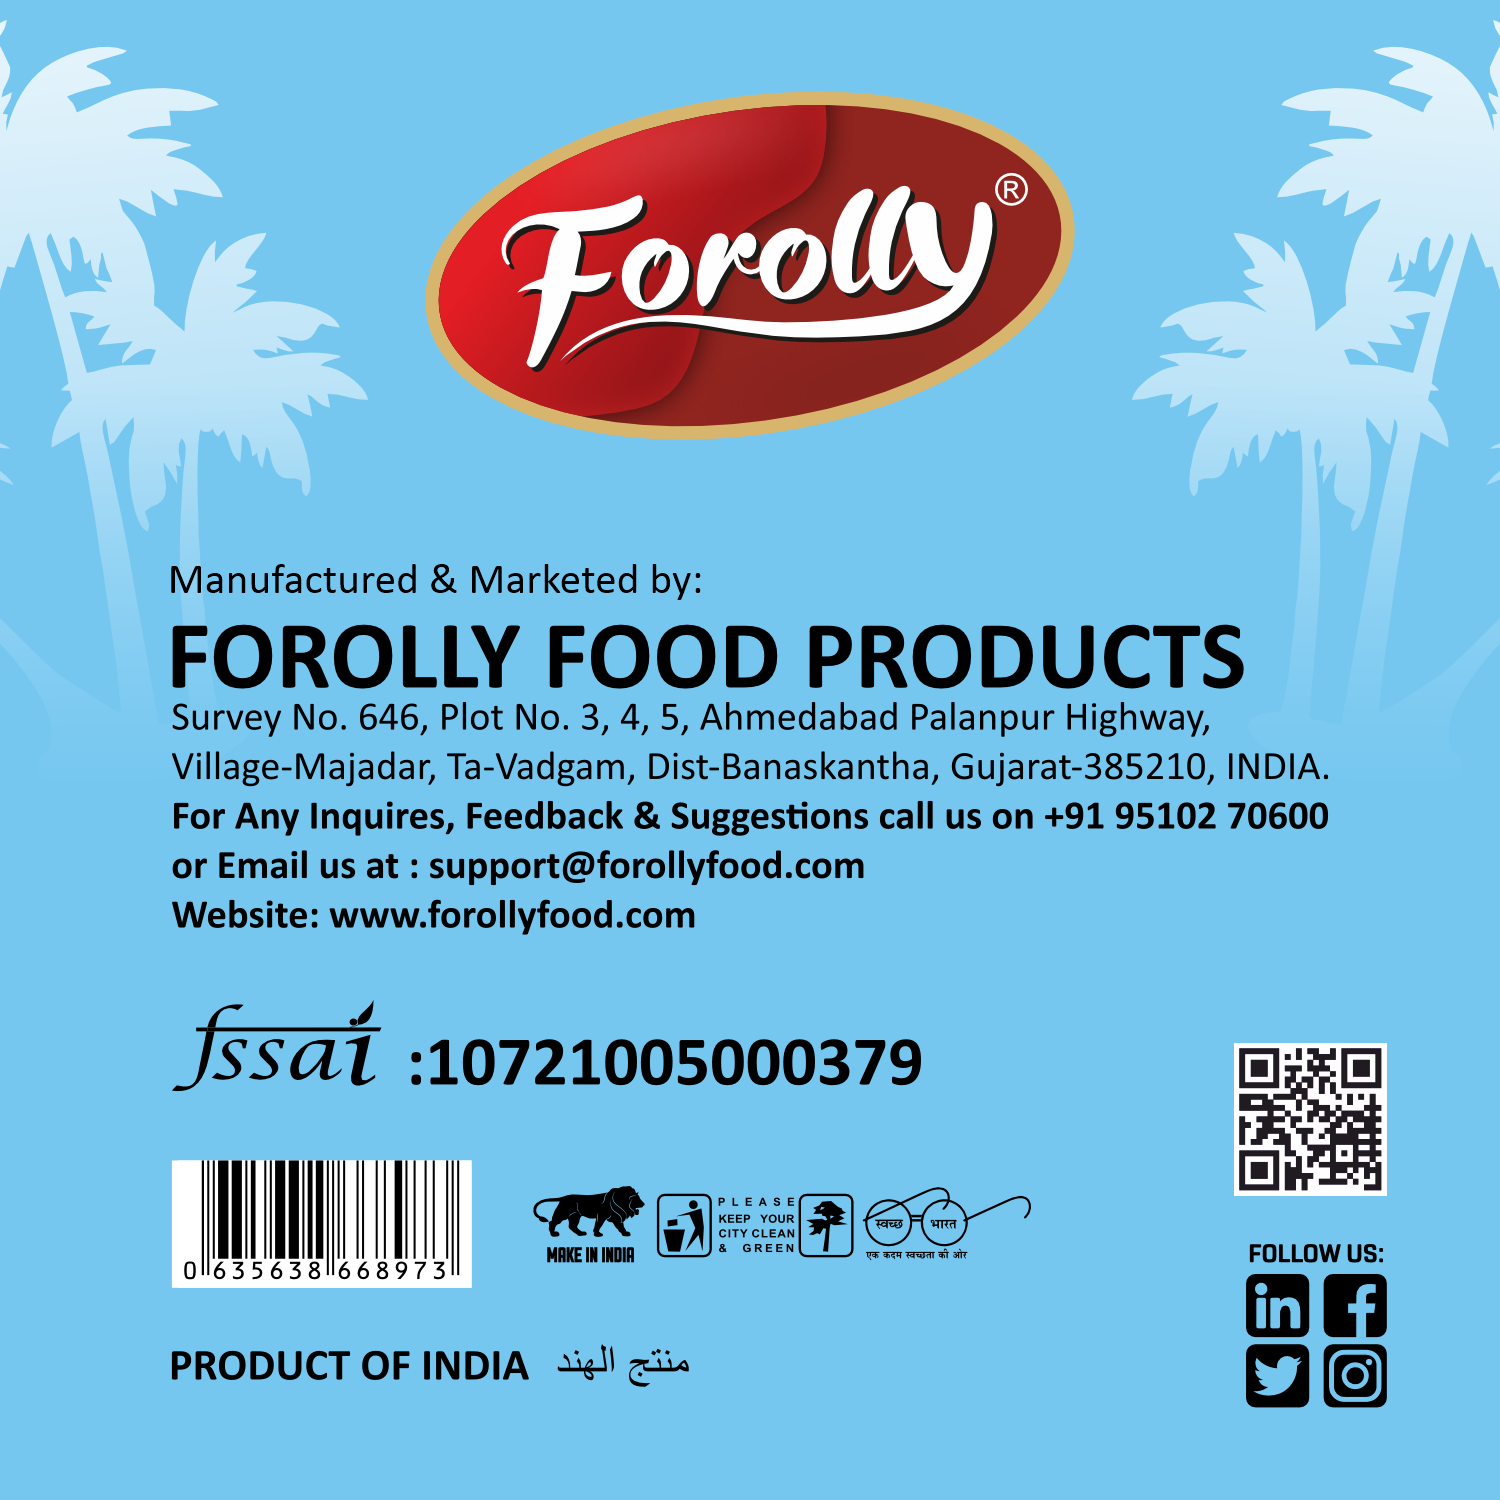 Forolly®
Manufactured & Marketed by:
FOROLLY FOOD PRODUCTS
Survey No. 646, Plot No. 3, 4, 5, Ahmedabad Palanpur Highway,
Village-Majadar, Ta-Vadgam, Dist-Banaskantha, Gujarat-385210, INDIA.
For Any Inquires, Feedback & Suggestions call us on +91 95102 70600
or Email us at : support@forollyfood.com
Website: www.forollyfood.com
fssai :10721005000379
0 635638 668973
MAKE IN INDIA
PLEASE
KEEP YOUR
CITY CLEAN
& GREEN
स्वच्छ भारत
एक कदम स्वच्छता की ओर
FOLLOW US:
in f
PRODUCT OF INDIA منتج الهند